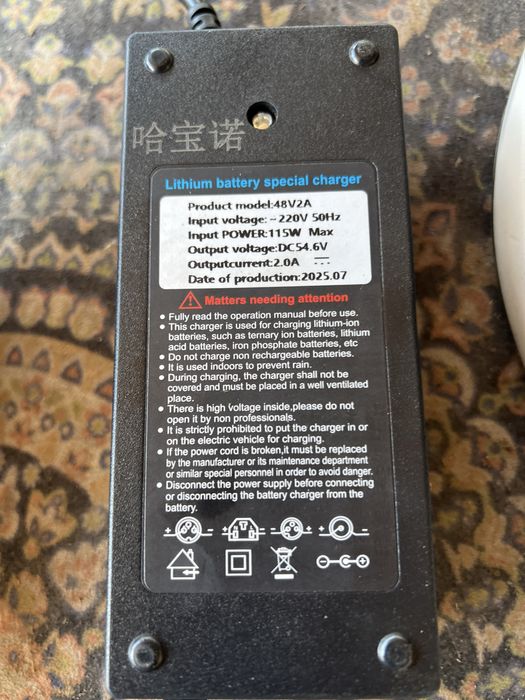 哈宝诺
Lithium battery special charger
Product model:48V2A
Input voltage: ~220V 50Hz
Input POWER:115W Max
Output voltage:DC54.6V
Outputcurrent:2.0A
Date of production:2025.07
Matters needing attention
● Fully read the operation manual before use.
● This charger is used for charging lithium-ion
batteries, such as ternary ion batteries, lithium
acid batteries, iron phosphate batteries, etc
● Do not charge non rechargeable batteries.
● It is used indoors to prevent rain.
● During charging, the charger shall not be
covered and must be placed in a well ventilated
place.
● There is high voltage inside,please do not
open it by non professionals.
● It is strictly prohibited to put the charger in or
on the electric vehicle for charging.
● If the power cord is broken,it must be replaced
by the manufacturer or its maintenance department
or similar special personnel in order to avoid danger.
● Disconnect the power supply before connecting
or disconnecting the battery charger from the
battery.